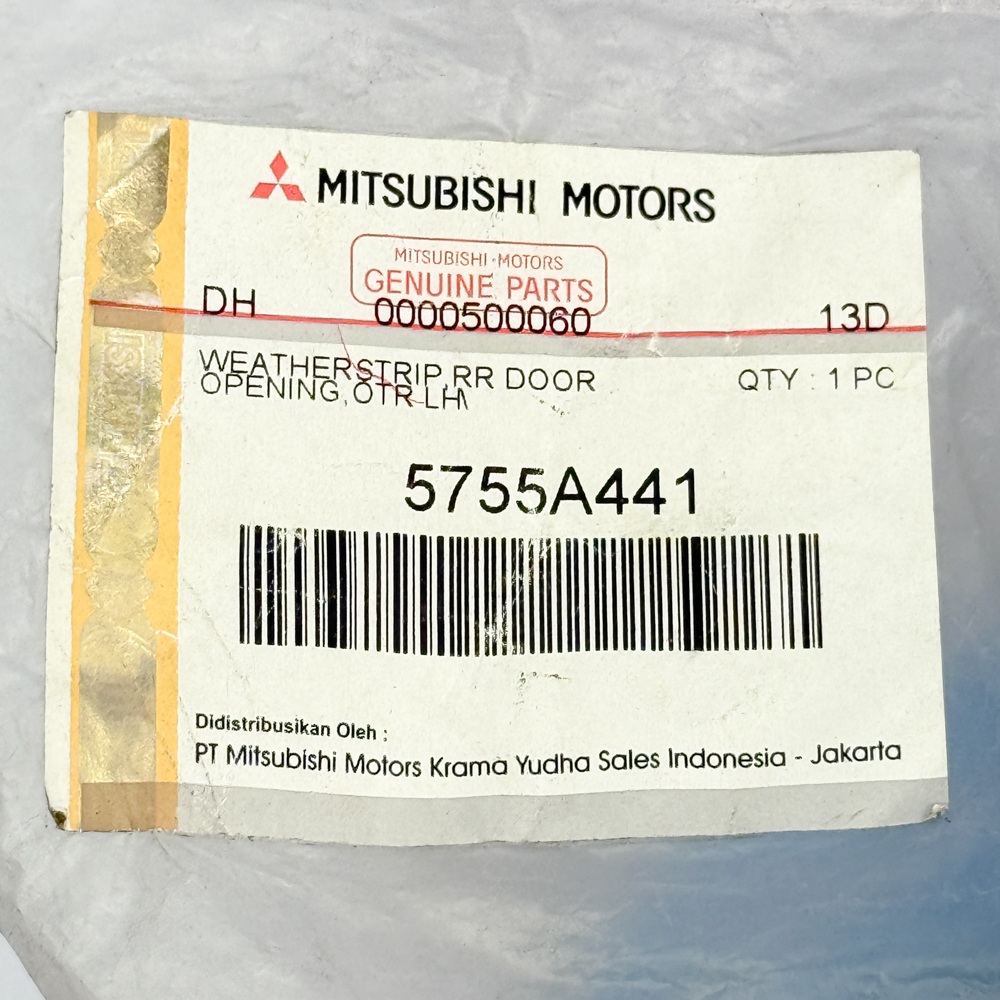 MITSUBISHI MOTORS
MITSUBISHI·MOTORS
GENUINE PARTS
DH 0000500060 13D
WEATHERSTRIP,RR DOOR QTY : 1 PC
OPENING,OTR LH
5755A441
Didistribusikan Oleh :
PT Mitsubishi Motors Krama Yudha Sales Indonesia - Jakarta